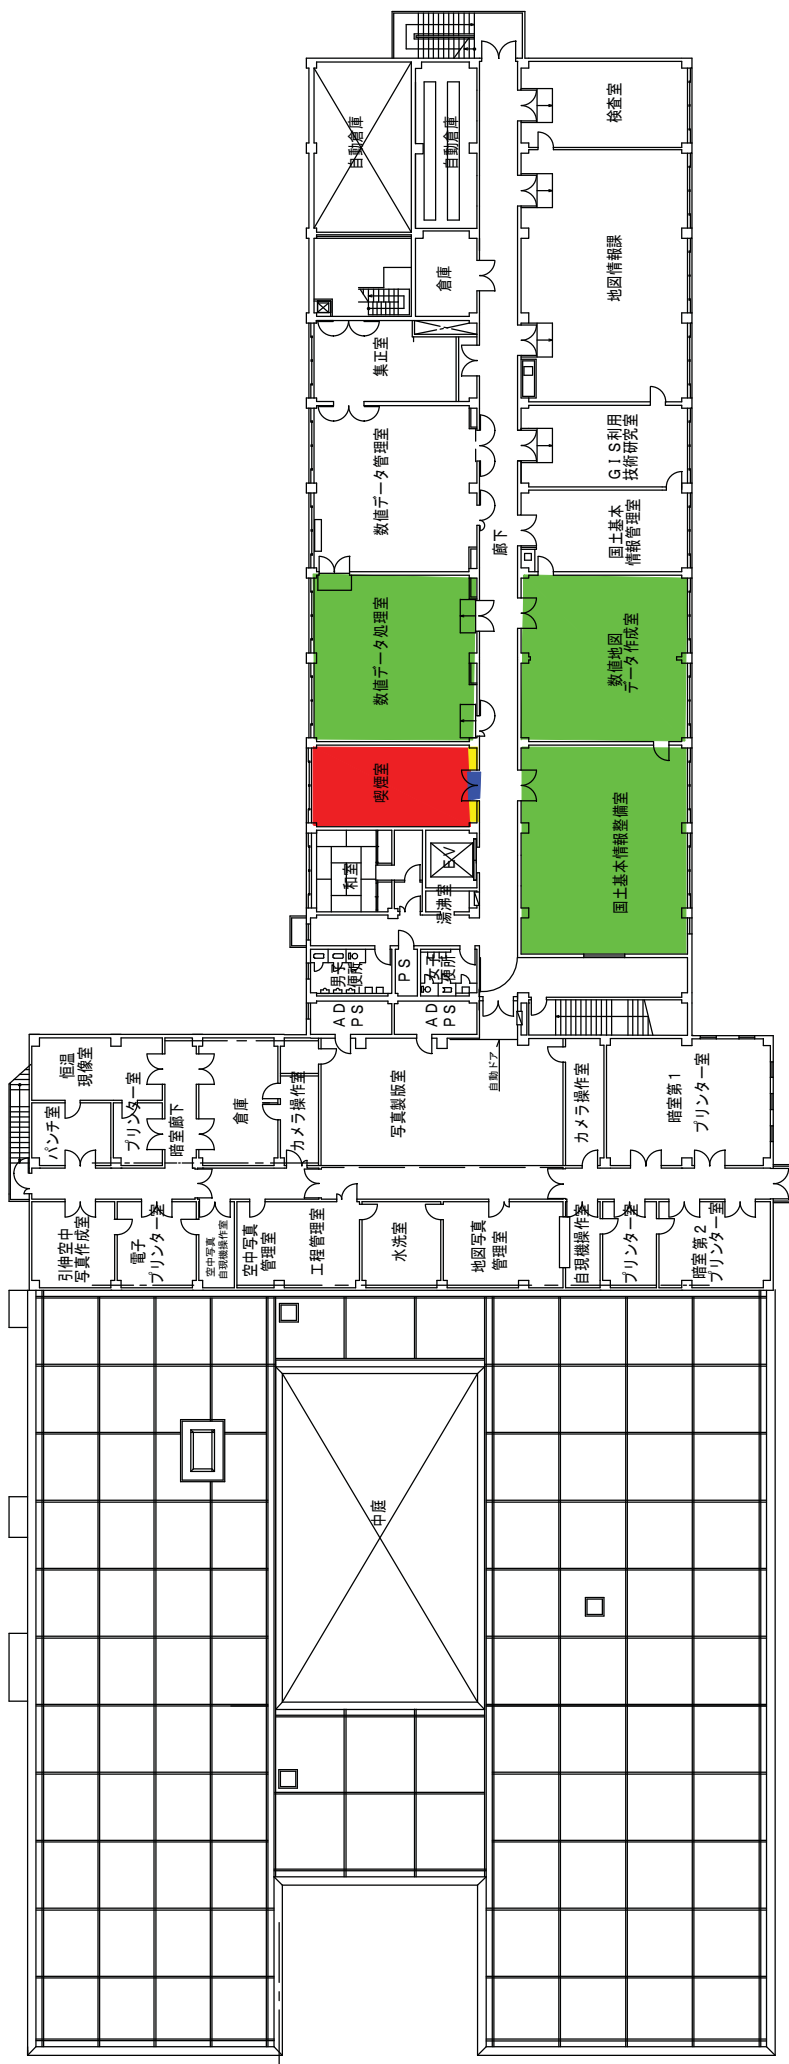 検査室
地図情報課
ＧＩＳ利用
技術研究室
国土基本
情報管理室
数値地図
データ作成室
国土基本情報整備室
廊下
自動倉庫
自動倉庫
倉庫
集正室
数値データ管理室
数値データ処理室
喫煙室
和室
ＥＶ
湯沸室
男子
便所
ＰＳ
女子
便所
ＡＤ
ＰＳ
ＡＤ
ＰＳ
恒温
現像室
プリンター室
パンチ室
暗室廊下
倉庫
カメラ操作室
写真製版室
自動ドア
カメラ操作室
暗室第１
プリンター室
引伸空中
写真作成室
電子
プリンター室
空中写真
自現機操作室
空中写真
管理室
工程管理室
水洗室
地図写真
管理室
自現機操作室
プリンター室
暗室第２
プリンター室
中庭